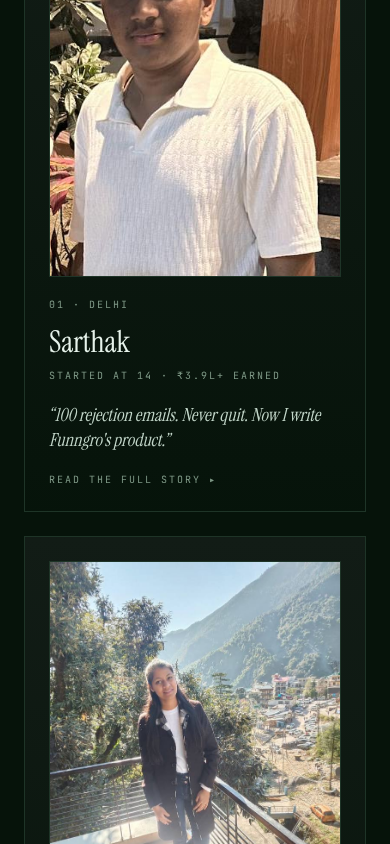 01 · DELHI
Sarthak
STARTED AT 14 · ₹3.9L+ EARNED
“100 rejection emails. Never quit. Now I write
Funngro's product.”
READ THE FULL STORY ▸